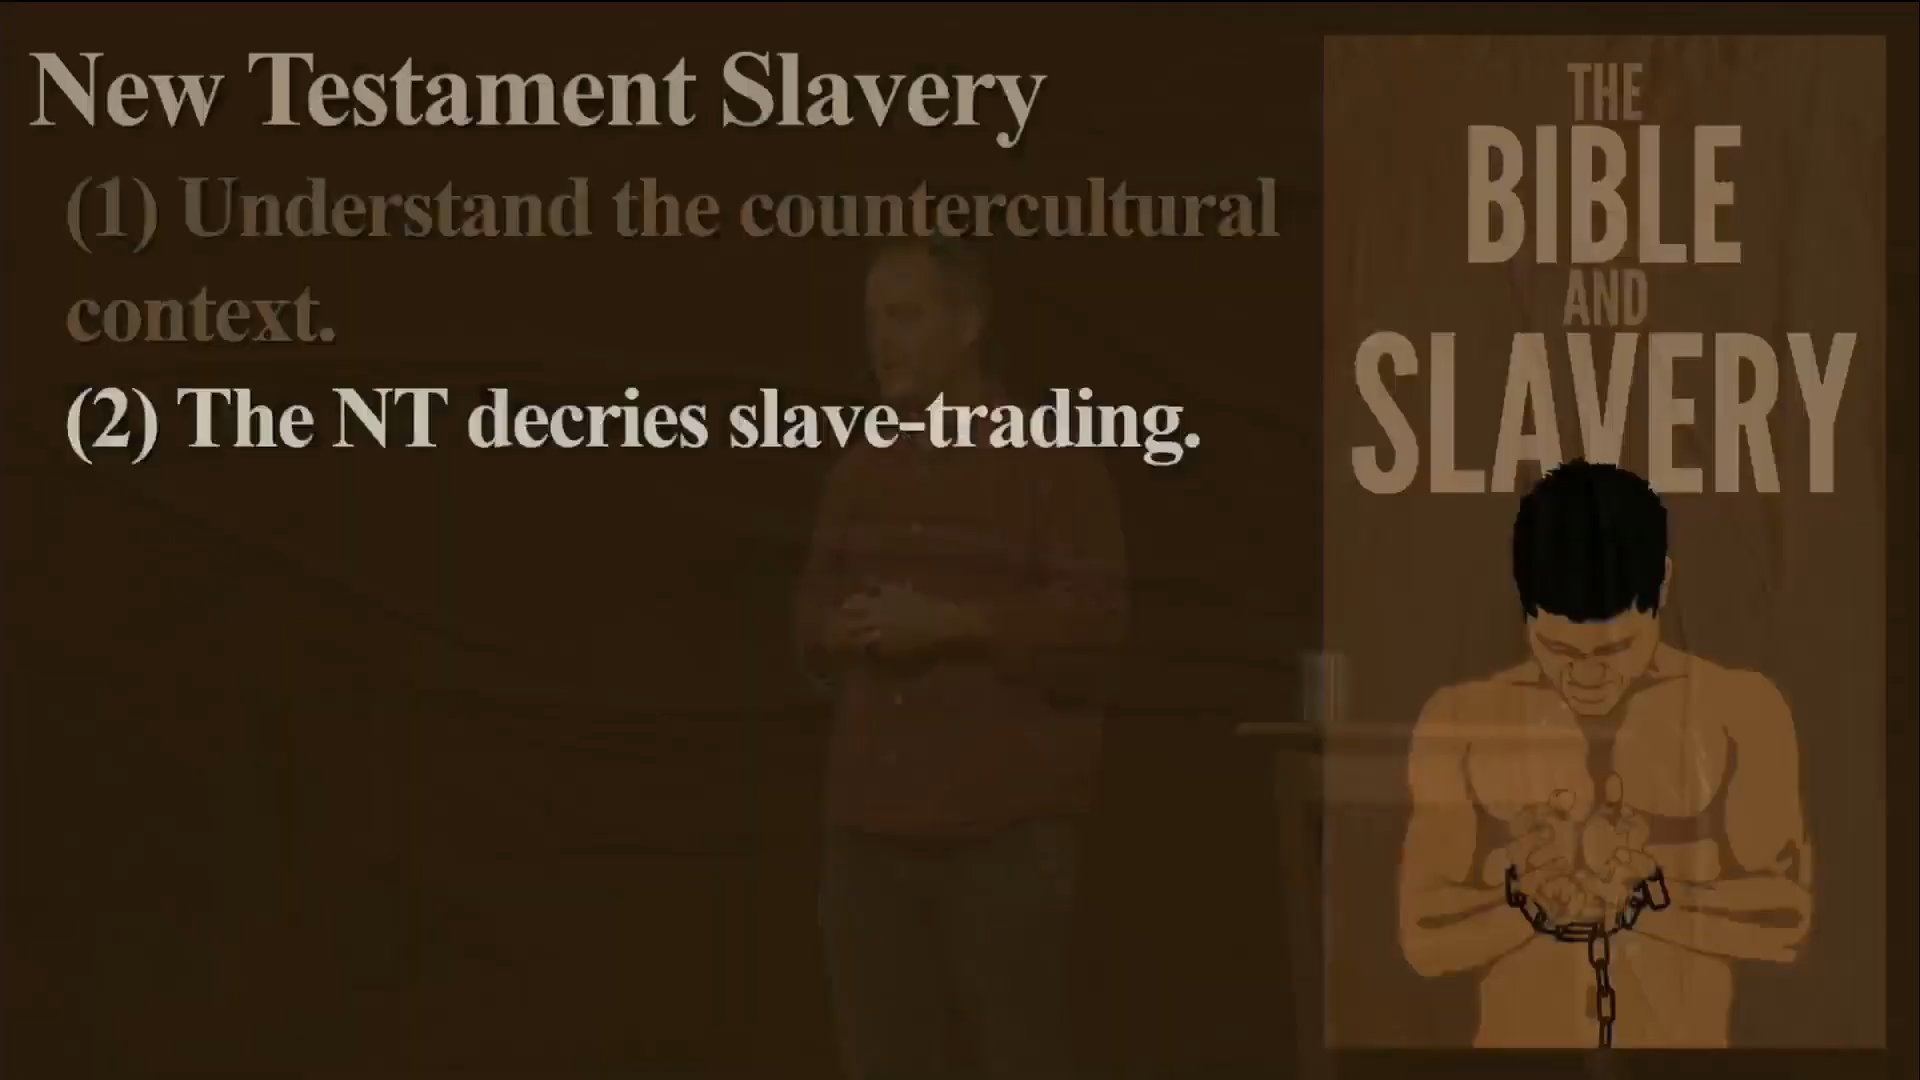 New Testament Slavery
(1) Understand the countercultural
context.
(2) The NT decries slave-trading.
THE
BIBLE
AND
SLAVERY